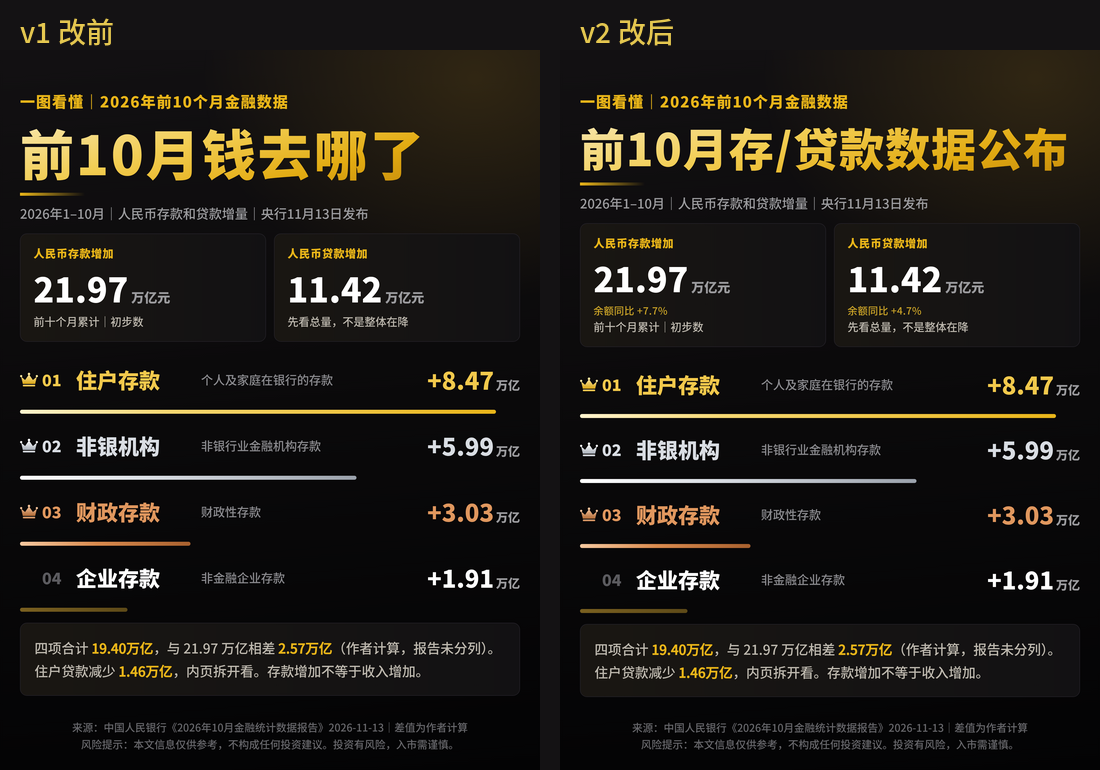 v1 改前
一图看懂｜2026年前10个月金融数据
前10月钱去哪了
2026年1–10月｜人民币存款和贷款增量｜央行11月13日发布
人民币存款增加
21.97万亿元
前十个月累计｜初步数
人民币贷款增加
11.42万亿元
先看总量，不是整体在降
01 住户存款 个人及家庭在银行的存款 +8.47万亿
02 非银机构 非银行业金融机构存款 +5.99万亿
03 财政存款 财政性存款 +3.03万亿
04 企业存款 非金融企业存款 +1.91万亿
四项合计 19.40万亿，与 21.97 万亿相差 2.57万亿（作者计算，报告未分列）。
住户贷款减少 1.46万亿，内页拆开看。存款增加不等于收入增加。
来源：中国人民银行《2026年10月金融统计数据报告》2026-11-13｜差值为作者计算
风险提示：本文信息仅供参考，不构成任何投资建议。投资有风险，入市需谨慎。
v2 改后
一图看懂｜2026年前10个月金融数据
前10月存/贷款数据公布
2026年1–10月｜人民币存款和贷款增量｜央行11月13日发布
人民币存款增加
21.97万亿元
余额同比 +7.7%
前十个月累计｜初步数
人民币贷款增加
11.42万亿元
余额同比 +4.7%
先看总量，不是整体在降
01 住户存款 个人及家庭在银行的存款 +8.47万亿
02 非银机构 非银行业金融机构存款 +5.99万亿
03 财政存款 财政性存款 +3.03万亿
04 企业存款 非金融企业存款 +1.91万亿
四项合计 19.40万亿，与 21.97 万亿相差 2.57万亿（作者计算，报告未分列）。
住户贷款减少 1.46万亿，内页拆开看。存款增加不等于收入增加。
来源：中国人民银行《2026年10月金融统计数据报告》2026-11-13｜差值为作者计算
风险提示：本文信息仅供参考，不构成任何投资建议。投资有风险，入市需谨慎。